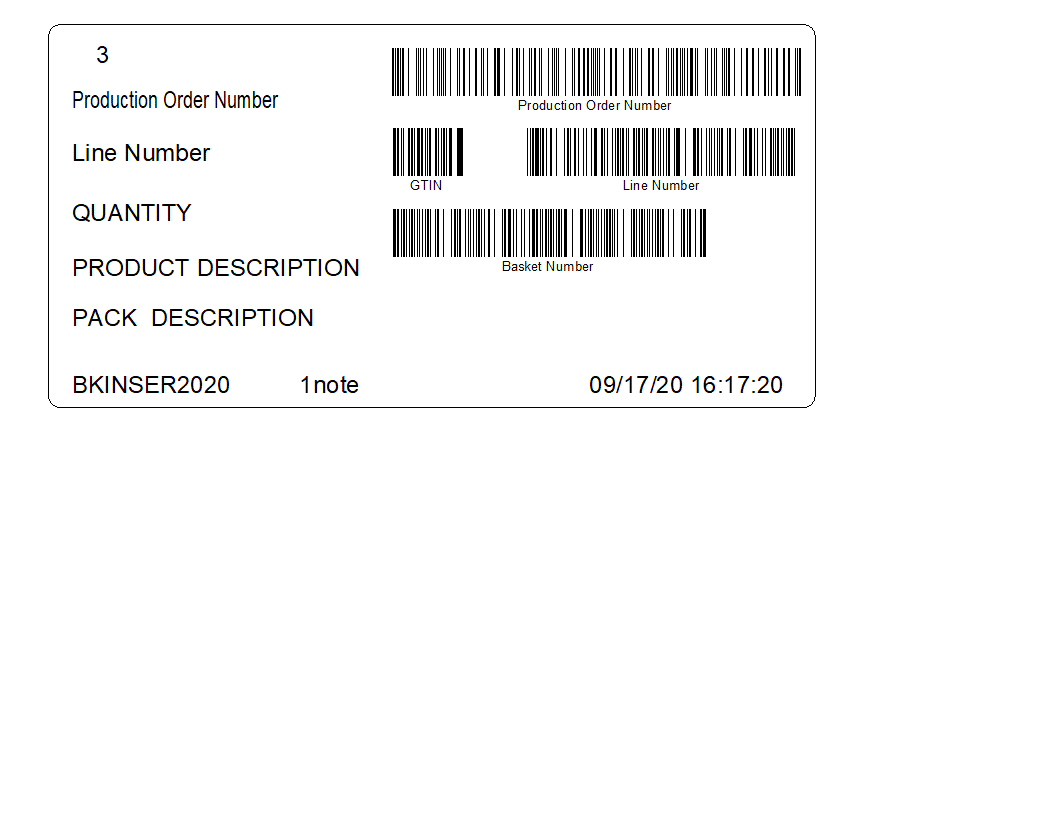 3
Production Order Number
Production Order Number
Line Number
GTIN Line Number
QUANTITY
Basket Number
PRODUCT DESCRIPTION
PACK  DESCRIPTION
BKINSER2020 1note 09/17/20 16:17:20